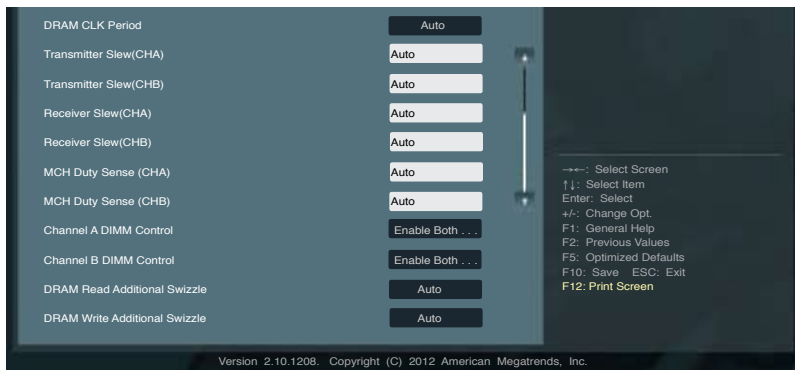 DRAM CLK Period Auto
Transmitter Slew(CHA) Auto
Transmitter Slew(CHB) Auto
Receiver Slew(CHA) Auto
Receiver Slew(CHB) Auto
MCH Duty Sense (CHA) Auto
MCH Duty Sense (CHB) Auto
Channel A DIMM Control Enable Both . . .
Channel B DIMM Control Enable Both . . .
DRAM Read Additional Swizzle Auto
DRAM Write Additional Swizzle Auto
→←: Select Screen
↑↓: Select Item
Enter: Select
+/-: Change Opt.
F1: General Help
F2: Previous Values
F5: Optimized Defaults
F10: Save ESC: Exit
F12: Print Screen
Version 2.10.1208. Copyright (C) 2012 American Megatrends, Inc.